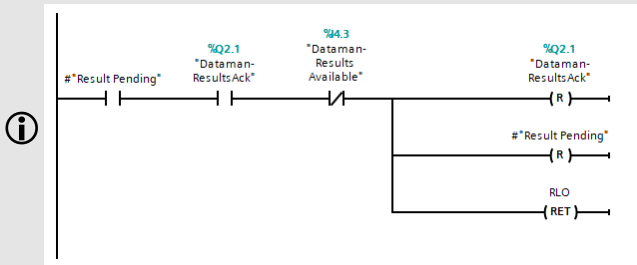 %I4.3
%Q2.1
"Dataman-
%Q2.1
"Dataman-
Results
"Dataman-
#"Result Pending"
ResultsAck"
Available"
ResultsAck"
( R )
#"Result Pending"
( R )
RLO
( RET )